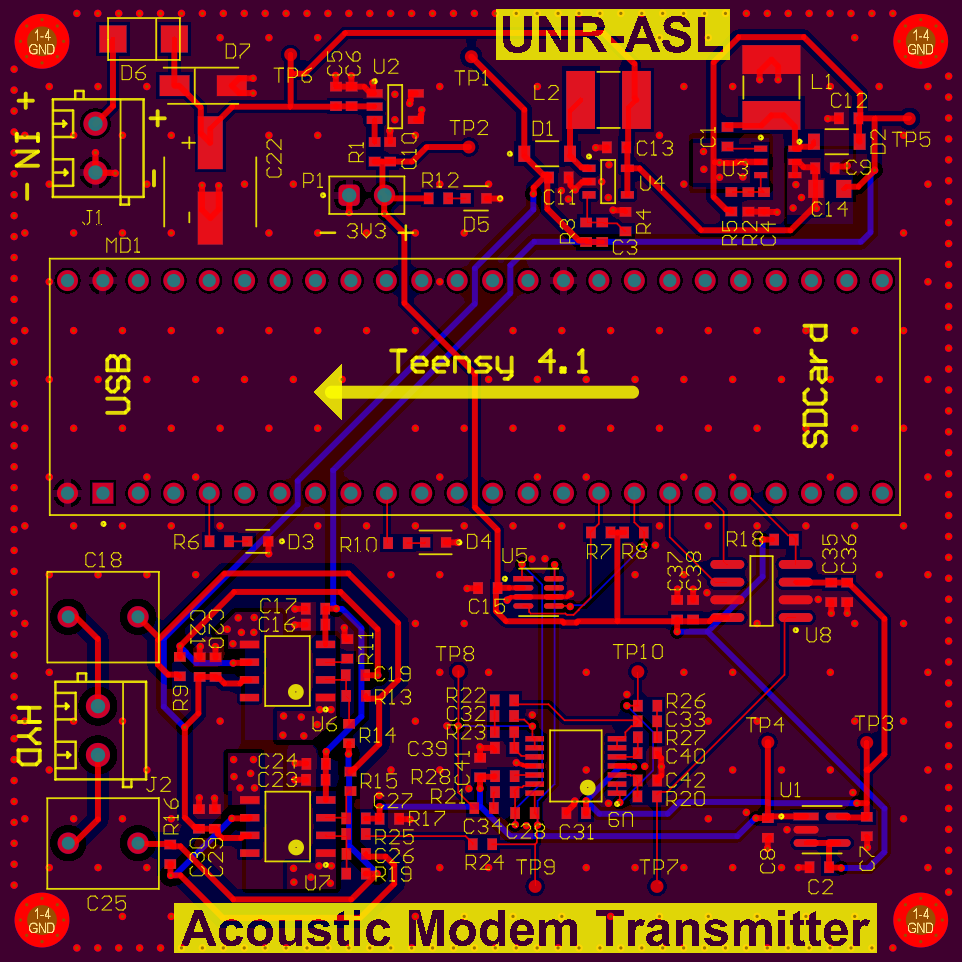 1-4
GND
UNR-ASL
1-4
GND
D6
D7
TP6
C5
C6
U2
TP1
L2
L1
C12
D2
TP5
+ IN -
+
-
J1
+
-
C22
R1
C10
TP2
D1
C13
C1
U3
C9
C14
P1
R12
D5
C11
U4
R3
R4
C3
R5
R2
C4
- 3V3 +
MD1
USB
Teensy 4.1
SDCard
R6
D3
R10
D4
R7
R8
R18
C35
C36
C18
U5
C15
C37
C38
U8
C17
C16
C21
C20
R11
C19
R13
R9
U6
R14
TP8
TP10
R22
C32
R23
C39
C41
R28
R21
R26
C33
R27
C40
C42
R20
TP4
TP3
HYD
J2
C24
C23
R15
C27
R17
R25
C26
R19
C34
C28
C31
U9
U1
R16
C30
C29
U7
R24
TP9
TP7
C8
C2
C7
C25
1-4
GND
Acoustic Modem Transmitter
1-4
GND